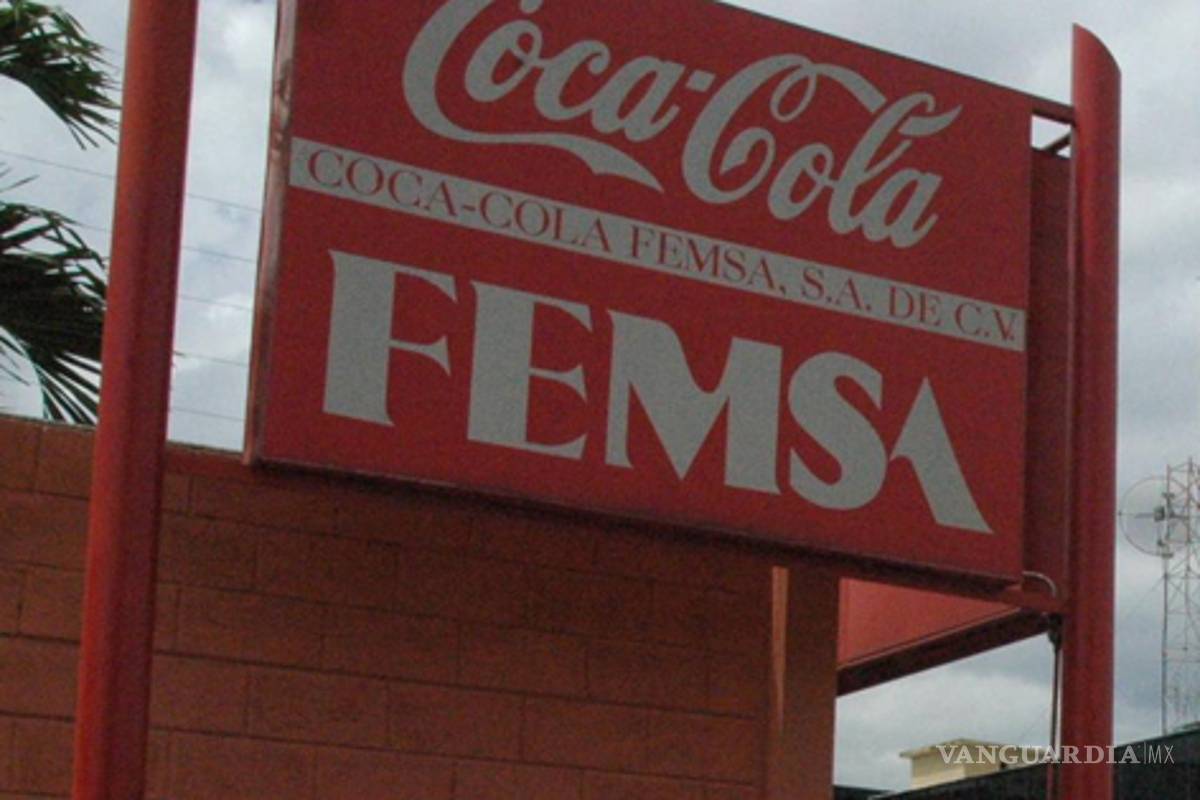 Coca-Cola
COCA-COLA FEMSA, S.A. DE C.V.
FEMSA
VANGUARDIA|MX